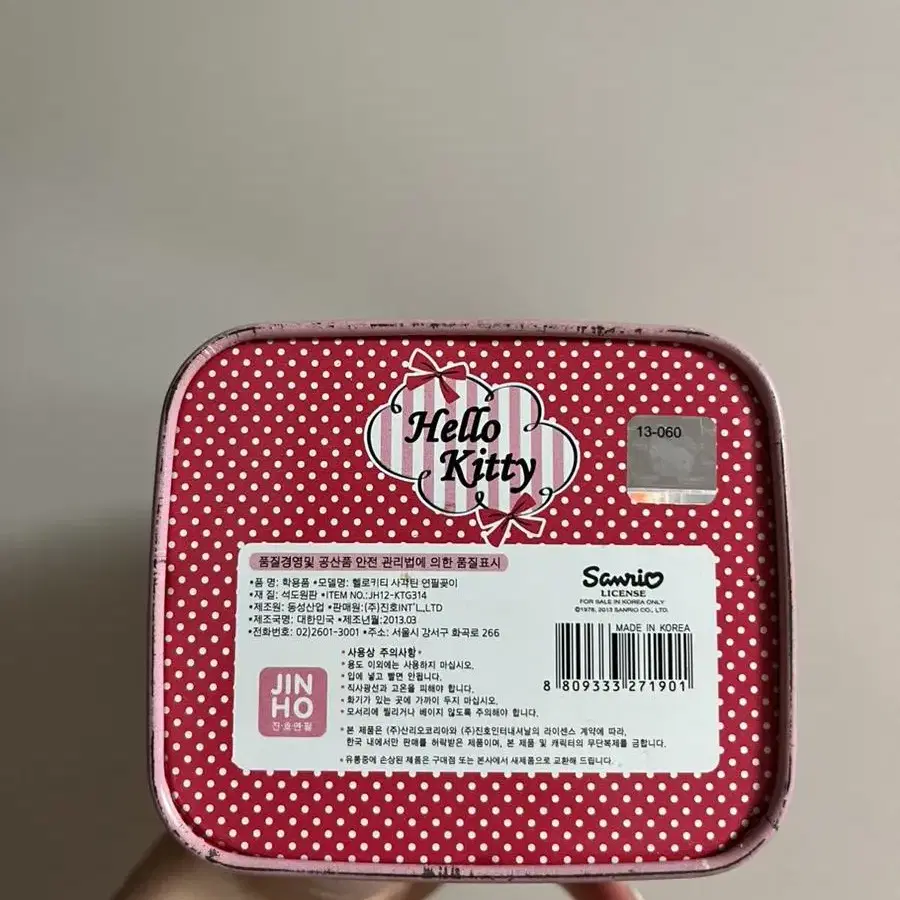 Hello
Kitty
13-060
품질경영및 공산품 안전 관리법에 의한 품질표시
•품 명: 학용품 •모델명: 헬로키티 사각틴 연필꽂이
•재 질: 석도원판 •ITEM NO.:JH12-KTG314
•제조원: 동성산업 •판매원:(주)진호INT'L.,LTD
•제조국명: 대한민국 •제조년월:2013.03
•전화번호: 02)2601-3001 •주소: 서울시 강서구 화곡로 266
Sanrio
LICENSE
FOR SALE IN KOREA ONLY
©1976, 2013 SANRIO CO., LTD.
MADE IN KOREA
8 809333 271901
JIN
HO
진·호연필
•사용상 주의사항•
•용도 이외에는 사용하지 마십시오.
•입에 넣고 빨면 안됩니다.
•직사광선과 고온을 피해야 합니다.
•화기가 있는 곳에 가까이 두지 마십시오.
•모서리에 찔리거나 베이지 않도록 주의해야 합니다.
•본 제품은 (주)산리오코리아와 (주)진호인터내셔날의 라이센스 계약에 따라,
한국 내에서만 판매를 허락받은 제품이며, 본 제품 및 캐릭터의 무단복제를 금합니다.
•유통중에 손상된 제품은 구매점 또는 본사에서 새제품으로 교환해 드립니다.